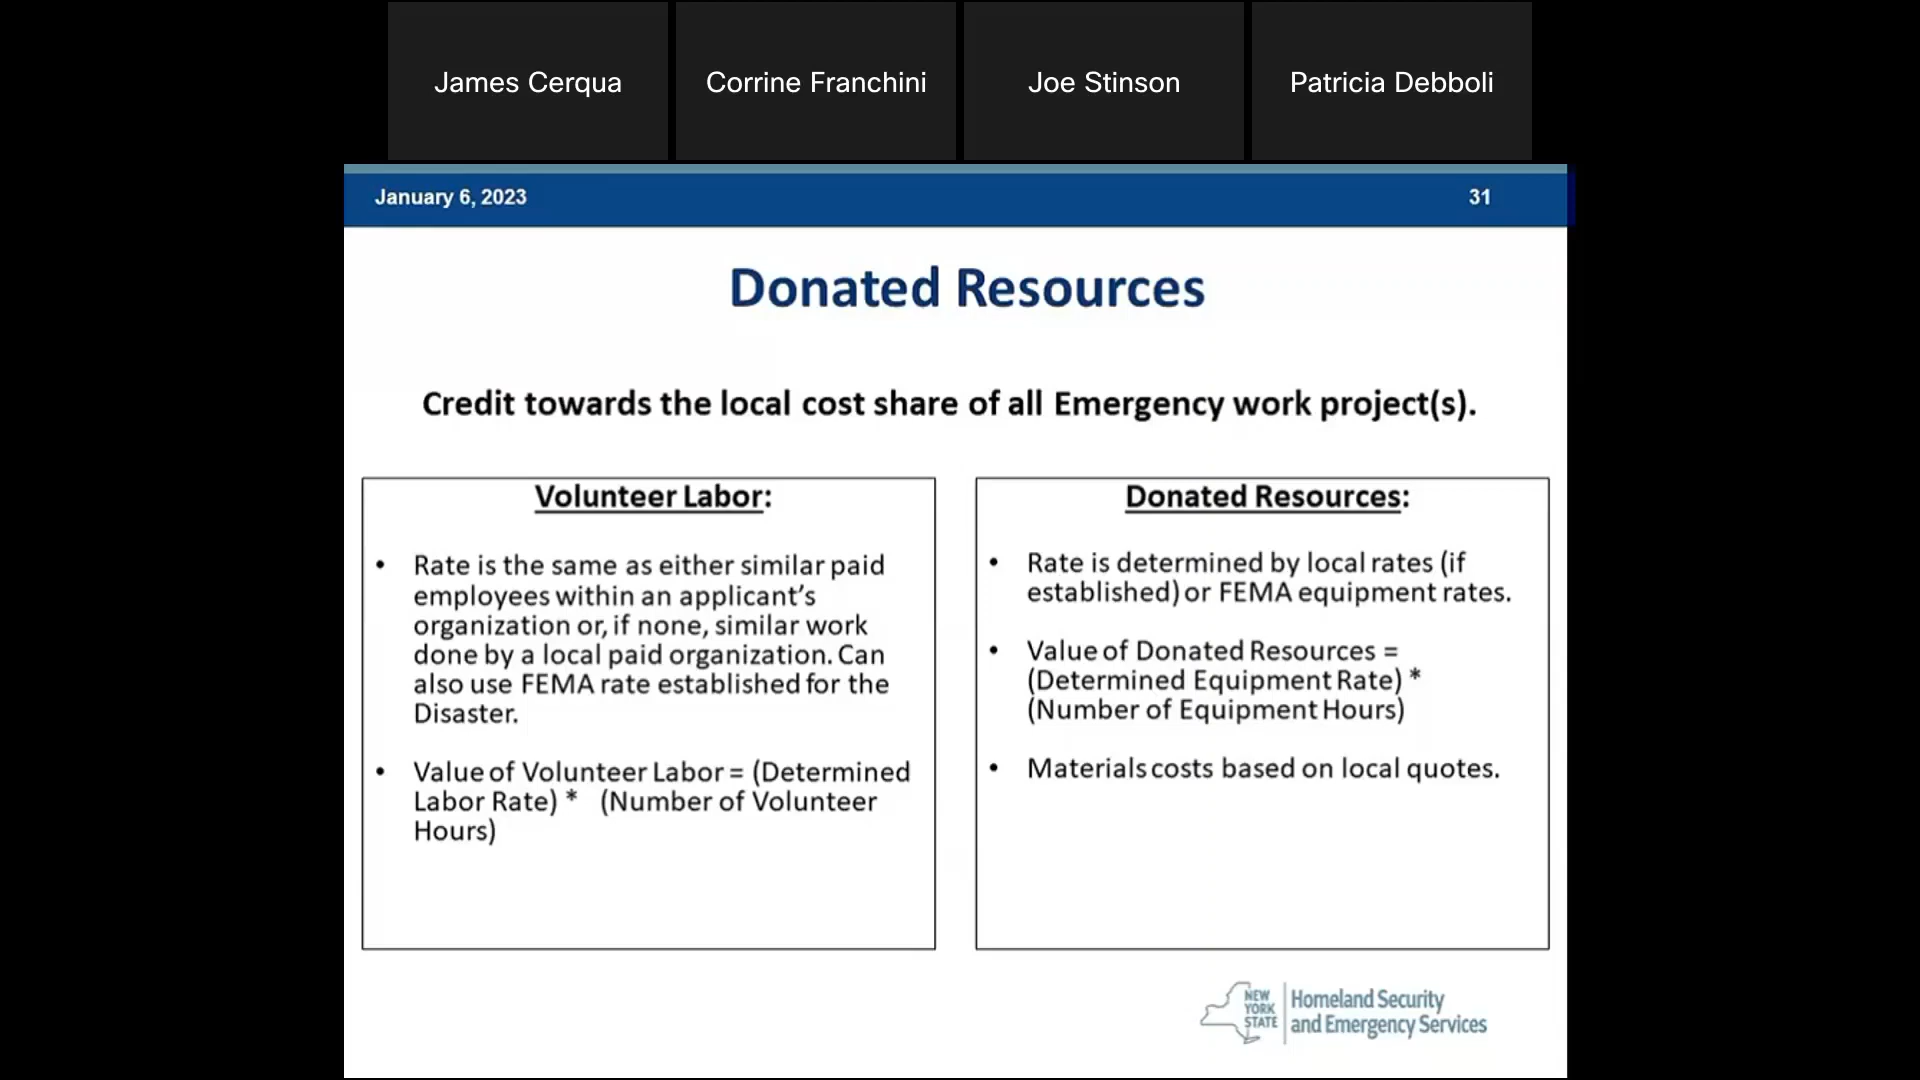 James Cerqua
Corrine Franchini
Joe Stinson
Patricia Debboli
January 6, 2023
31
Donated Resources
Credit towards the local cost share of all Emergency work project(s).
Volunteer Labor:
• Rate is the same as either similar paid
employees within an applicant's
organization or, if none, similar work
done by a local paid organization. Can
also use FEMA rate established for the
Disaster.
• Value of Volunteer Labor = (Determined
Labor Rate) * (Number of Volunteer
Hours)
Donated Resources:
• Rate is determined by local rates (if
established) or FEMA equipment rates.
• Value of Donated Resources =
(Determined Equipment Rate) *
(Number of Equipment Hours)
• Materials costs based on local quotes.
NEW
YORK
STATE
Homeland Security
and Emergency Services